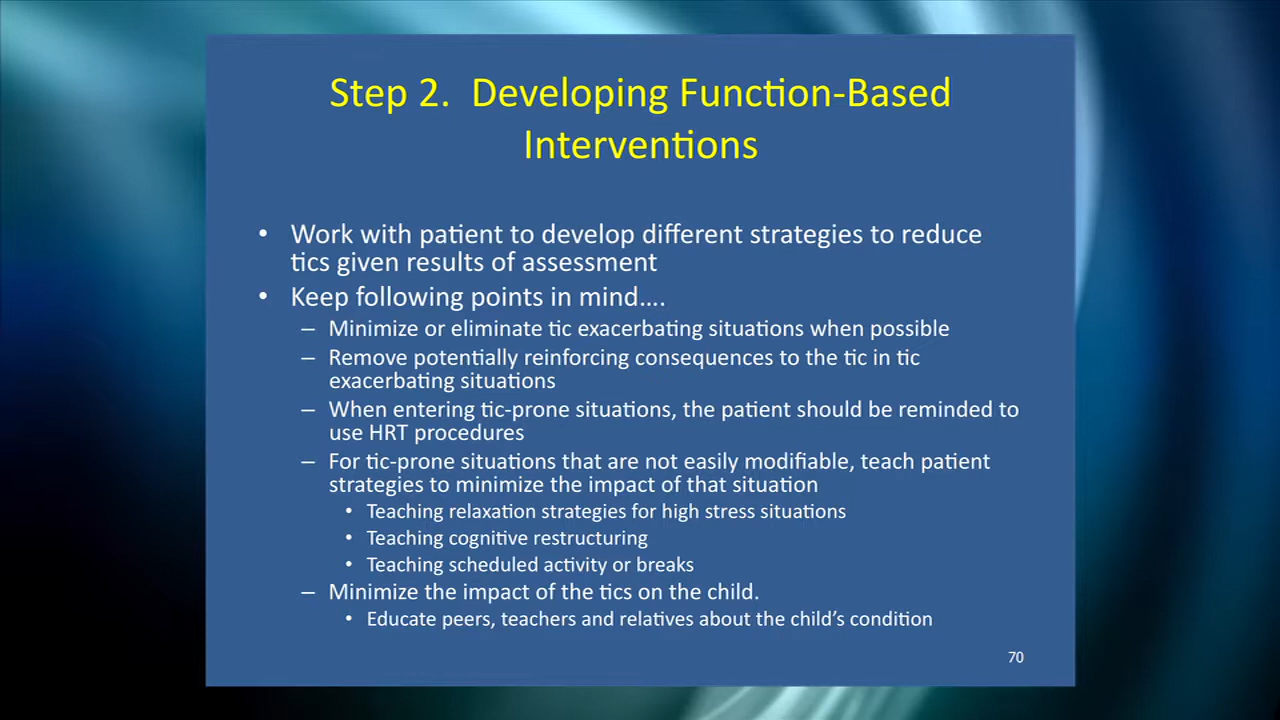 Step 2.  Developing Function-Based
Interventions
• Work with patient to develop different strategies to reduce
tics given results of assessment
• Keep following points in mind….
– Minimize or eliminate tic exacerbating situations when possible
– Remove potentially reinforcing consequences to the tic in tic
exacerbating situations
– When entering tic-prone situations, the patient should be reminded to
use HRT procedures
– For tic-prone situations that are not easily modifiable, teach patient
strategies to minimize the impact of that situation
• Teaching relaxation strategies for high stress situations
• Teaching cognitive restructuring
• Teaching scheduled activity or breaks
– Minimize the impact of the tics on the child.
• Educate peers, teachers and relatives about the child’s condition
70